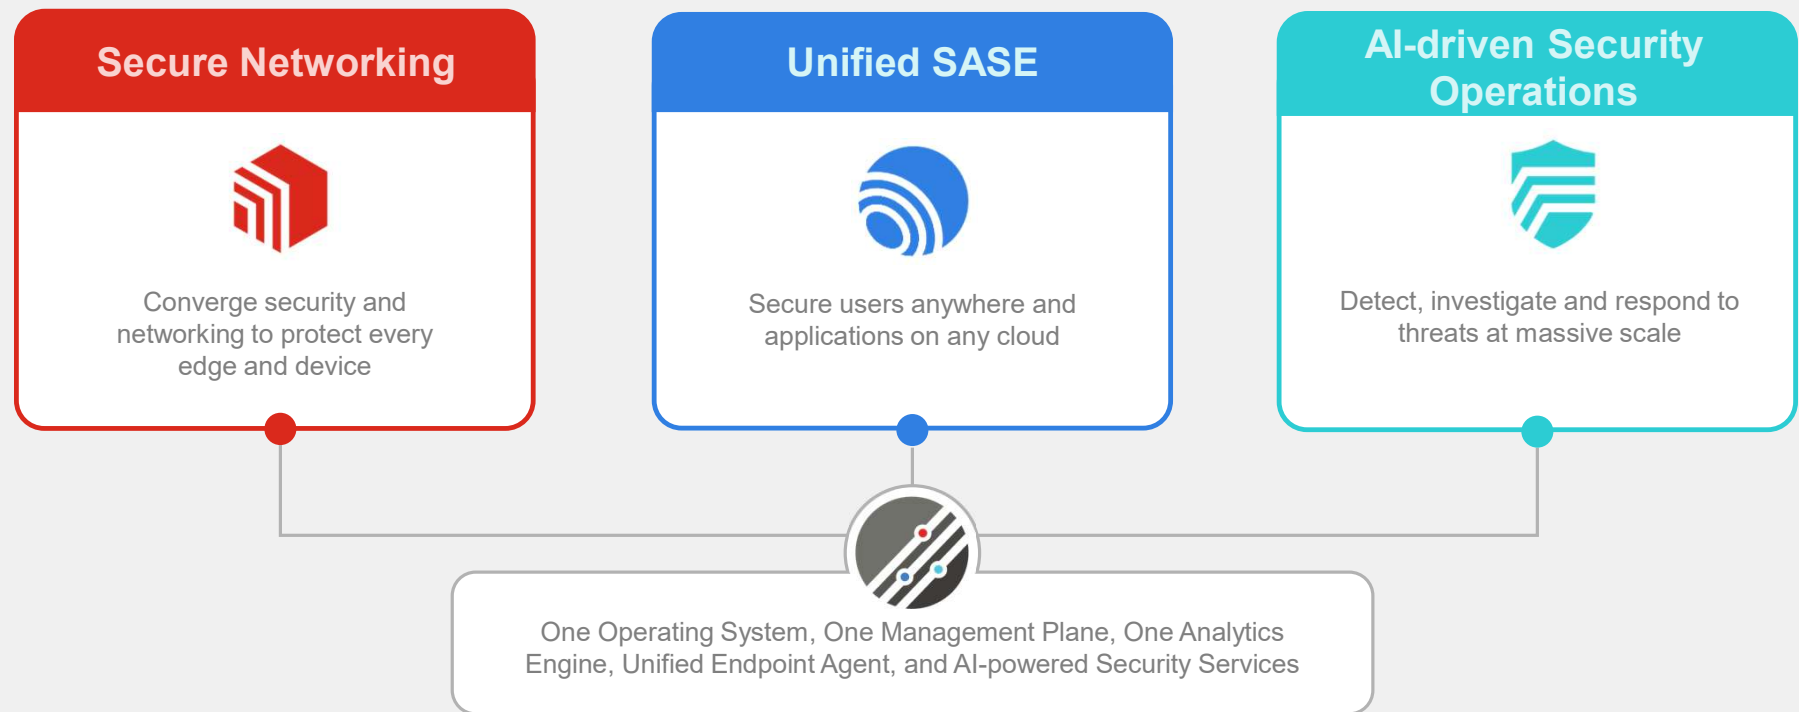 Secure Networking
Converge security and
networking to protect every
edge and device
Unified SASE
Secure users anywhere and
applications on any cloud
AI-driven Security
Operations
Detect, investigate and respond to
threats at massive scale
One Operating System, One Management Plane, One Analytics
Engine, Unified Endpoint Agent, and AI-powered Security Services